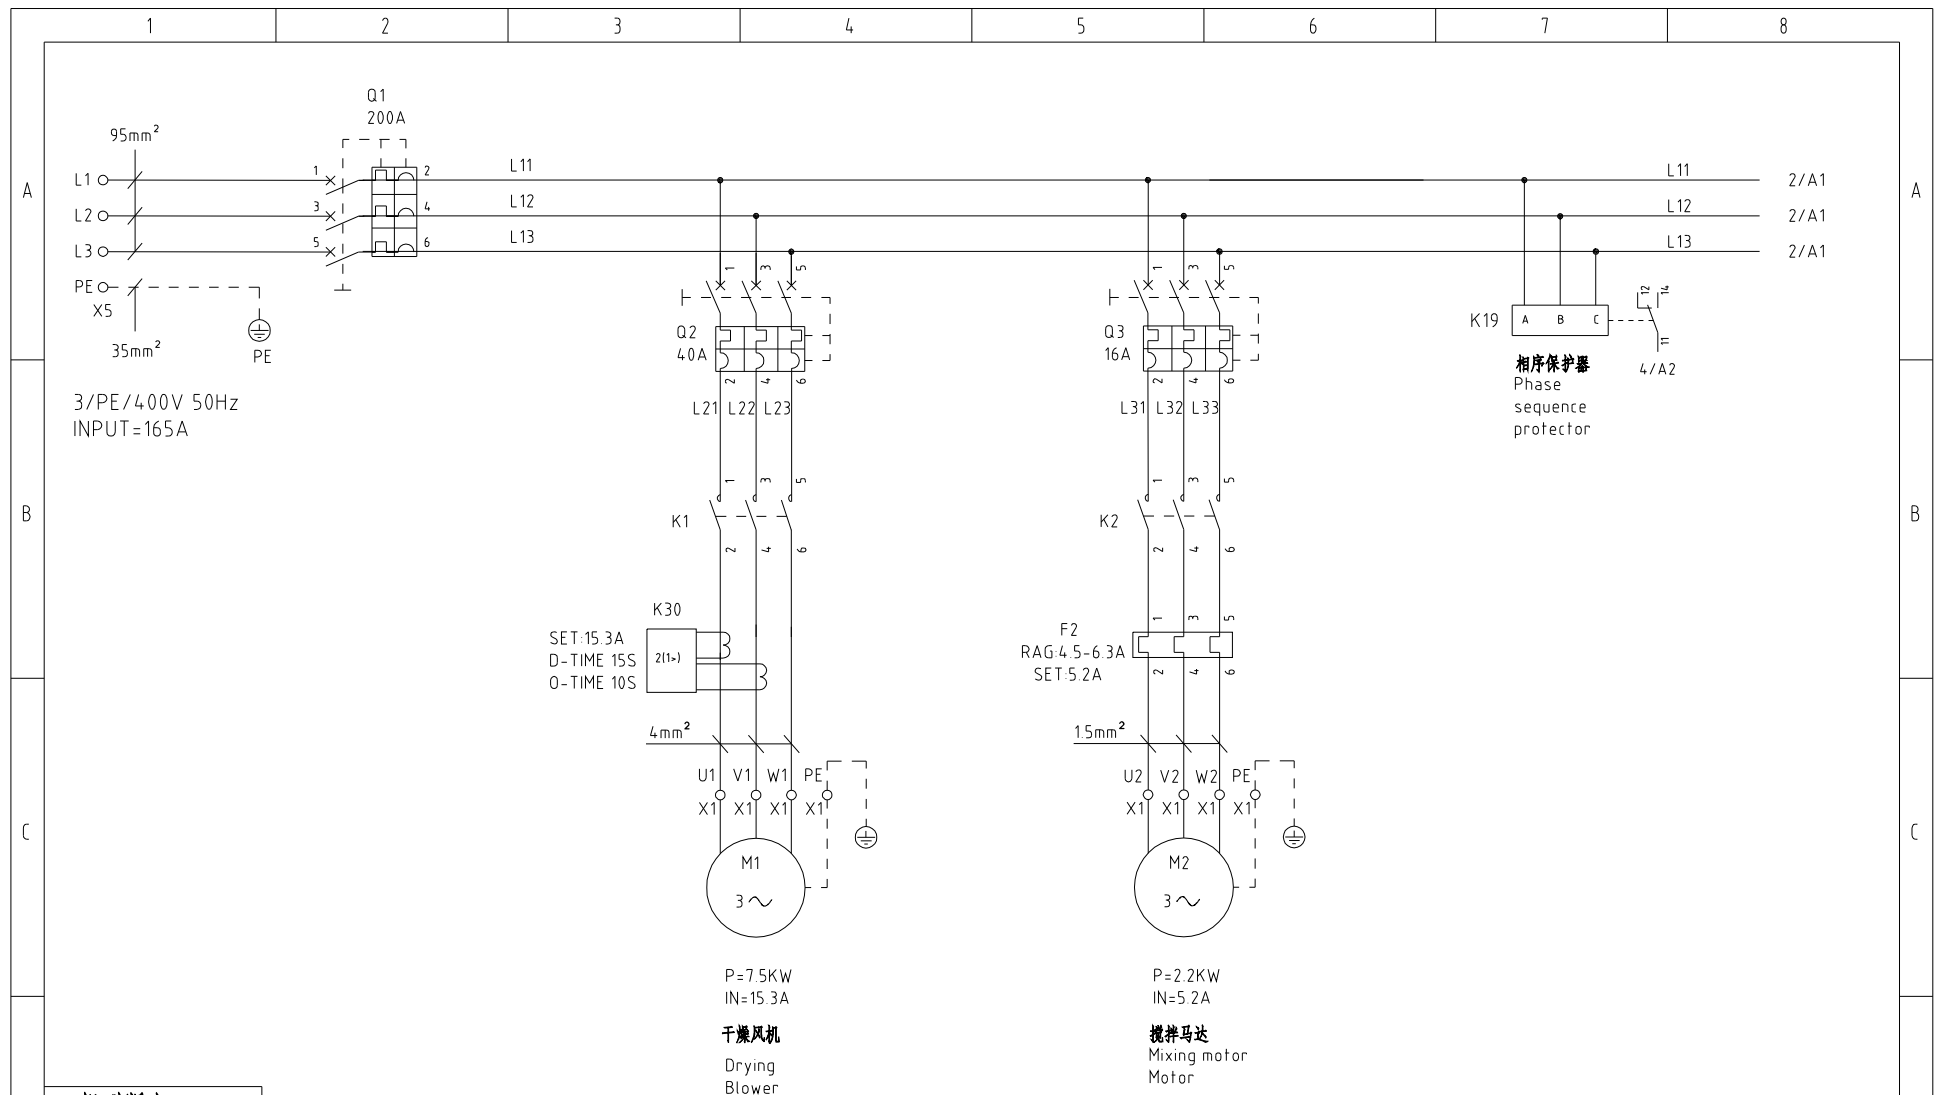 1 2 3 4 5 6 7 8
A A
B B
C C
Q1
200A
95mm²
L1
L2
L3
PE
X5
35mm²
PE
3/PE/400V 50Hz
INPUT=165A
1 2
3 4
5 6
L11
L12
L13
L11 2/A1
L12 2/A1
L13 2/A1
1 3 5
Q2
40A
2 4 6
L21 L22 L23
1 3 5
K1
2 4 6
K30
SET:15.3A
D-TIME 15S
O-TIME 10S
2(1>)
4mm²
U1 V1 W1 PE
X1 X1 X1 X1
M1
3
P=7.5KW
IN=15.3A
干燥风机
Drying
Blower
1 3 5
Q3
16A
2 4 6
L31 L32 L33
1 3 5
K2
2 4 6
1 3 5
F2
RAG:4.5-6.3A
SET:5.2A
2 4 6
1.5mm²
U2 V2 W2 PE
X1 X1 X1 X1
M2
3
P=2.2KW
IN=5.2A
搅拌马达
Mixing motor
Motor
K19 A B C
12 14
11
4/A2
相序保护器
Phase
sequence
protector